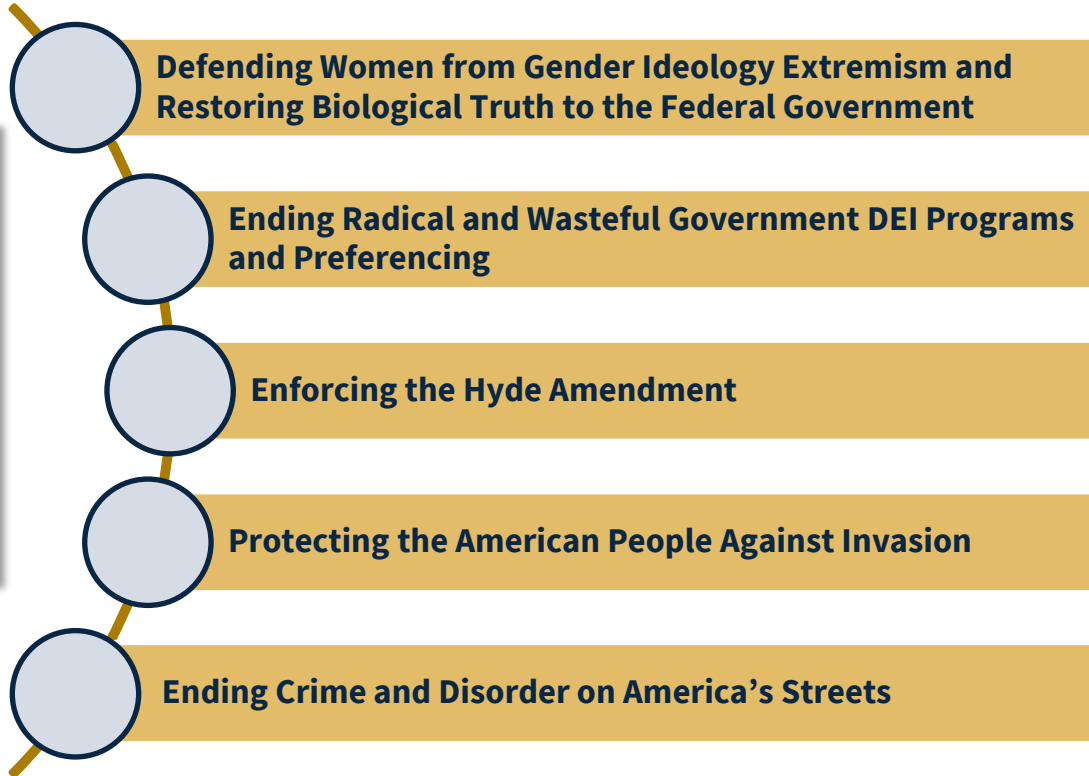 Defending Women from Gender Ideology Extremism and
Restoring Biological Truth to the Federal Government
Ending Radical and Wasteful Government DEI Programs
and Preferencing
Enforcing the Hyde Amendment
Protecting the American People Against Invasion
Ending Crime and Disorder on America’s Streets